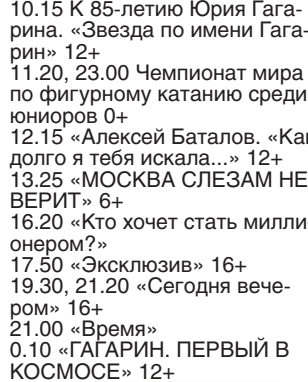 10.15 К 85-летию Юрия Гага-
рина. «Звезда по имени Гага-
рин» 12+
11.20, 23.00 Чемпионат мира
по фигурному катанию среди
юниоров 0+
12.15 «Алексей Баталов. «Как
долго я тебя искала...» 12+
13.25 «МОСКВА СЛЕЗАМ НЕ
ВЕРИТ» 6+
16.20 «Кто хочет стать милли-
онером?»
17.50 «Эксклюзив» 16+
19.30, 21.20 «Сегодня вече-
ром» 16+
21.00 «Время»
0.10 «ГАГАРИН. ПЕРВЫЙ В
КОСМОСЕ» 12+